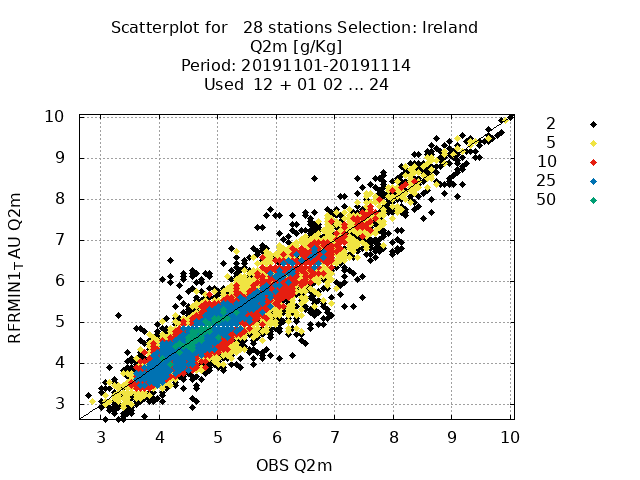 Scatterplot for 28 stations Selection: Ireland
Q2m [g/Kg]
Period: 20191101-20191114
Used 12 + 01 02 ... 24
10
9
8
7
6
5
4
3
RFRMIN1-AU Q2m
3 4 5 6 7 8 9 10
OBS Q2m
2
5
10
25
50